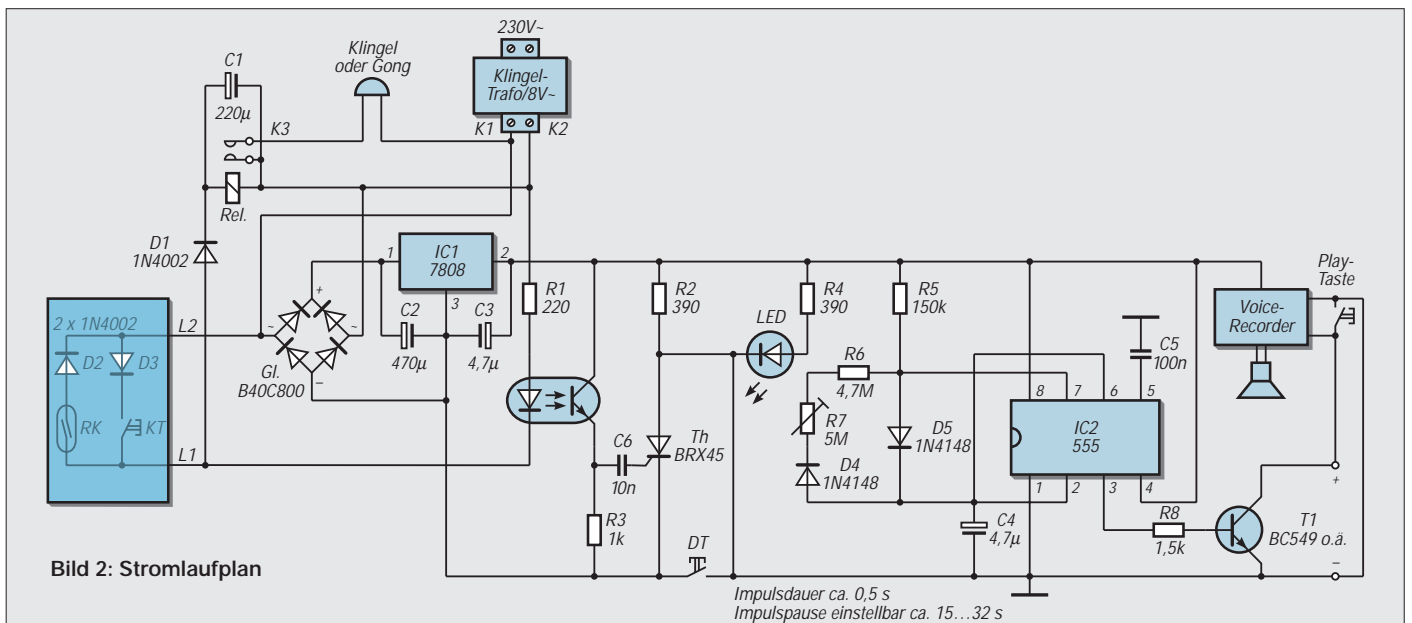 230V~
Klingel
oder Gong
Klingel-
Trafo/8V~
K1
K2
C1
220µ
K3
Rel.
D1
1N4002
IC1
7808
1
2
3
C2
470µ
C3
4,7µ
R1
220
R2
390
R4
390
LED
R5
150k
R6
4,7M
R7
5M
D4
1N4148
D5
1N4148
C5
100n
Play-
Taste
Voice-
Recorder
2 x 1N4002
D2
D3
RK
KT
L2
L1
+
~
~
–
Gl.
B40C800
C6
10n
Th
BRX45
R3
1k
DT
8
7
6
5
IC2
555
1
2
3
4
C4
4,7µ
R8
1,5k
T1
BC549 o.ä.
+
–
Impulsdauer ca. 0,5 s
Impulspause einstellbar ca. 15...32 s
Bild 2: Stromlaufplan